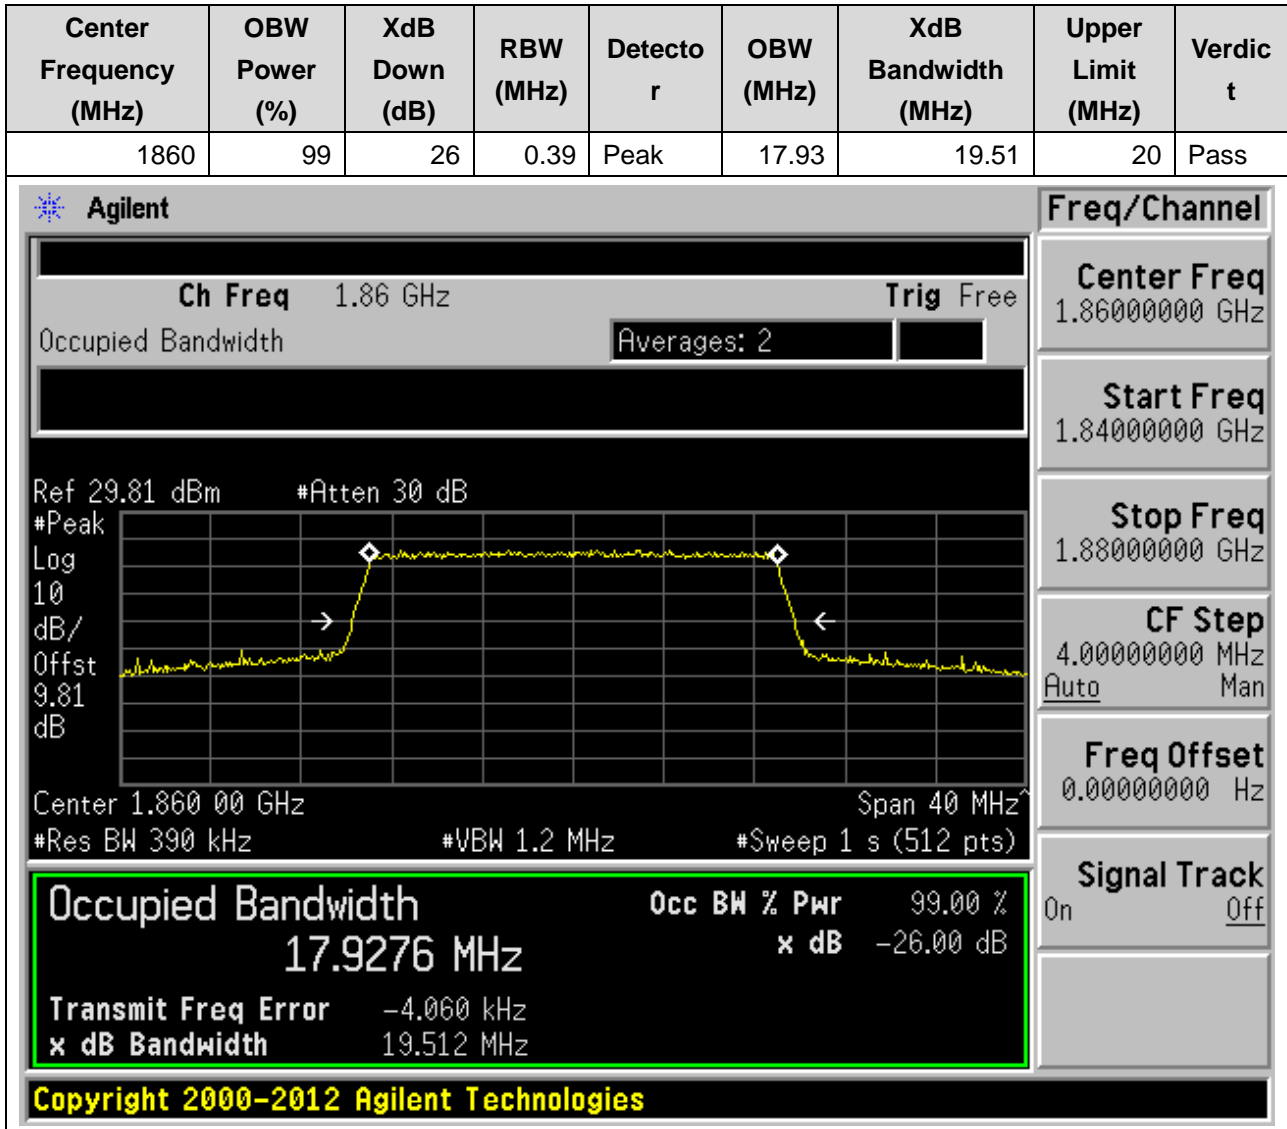 Center Frequency (MHz) OBW Power (%) XdB Down (dB) RBW (MHz) Detecto r OBW (MHz) XdB Bandwidth (MHz) Upper Limit (MHz) Verdic t
1860 99 26 0.39 Peak 17.93 19.51 20 Pass
Agilent
Freq/Channel
Ch Freq 1.86 GHz Trig Free
Occupied Bandwidth Averages: 2
Center Freq
1.86000000 GHz
Start Freq
1.84000000 GHz
Stop Freq
1.88000000 GHz
CF Step
4.00000000 MHz
Auto Man
Freq Offset
0.00000000 Hz
Signal Track
On Off
Ref 29.81 dBm #Atten 30 dB
#Peak
Log
10
dB/
Offst
9.81
dB
Center 1.860 00 GHz Span 40 MHz^
#Res BW 390 kHz #VBW 1.2 MHz #Sweep 1 s (512 pts)
Occupied Bandwidth Occ BW % Pwr 99.00 %
17.9276 MHz x dB -26.00 dB
Transmit Freq Error -4.060 kHz
x dB Bandwidth 19.512 MHz
Copyright 2000-2012 Agilent Technologies